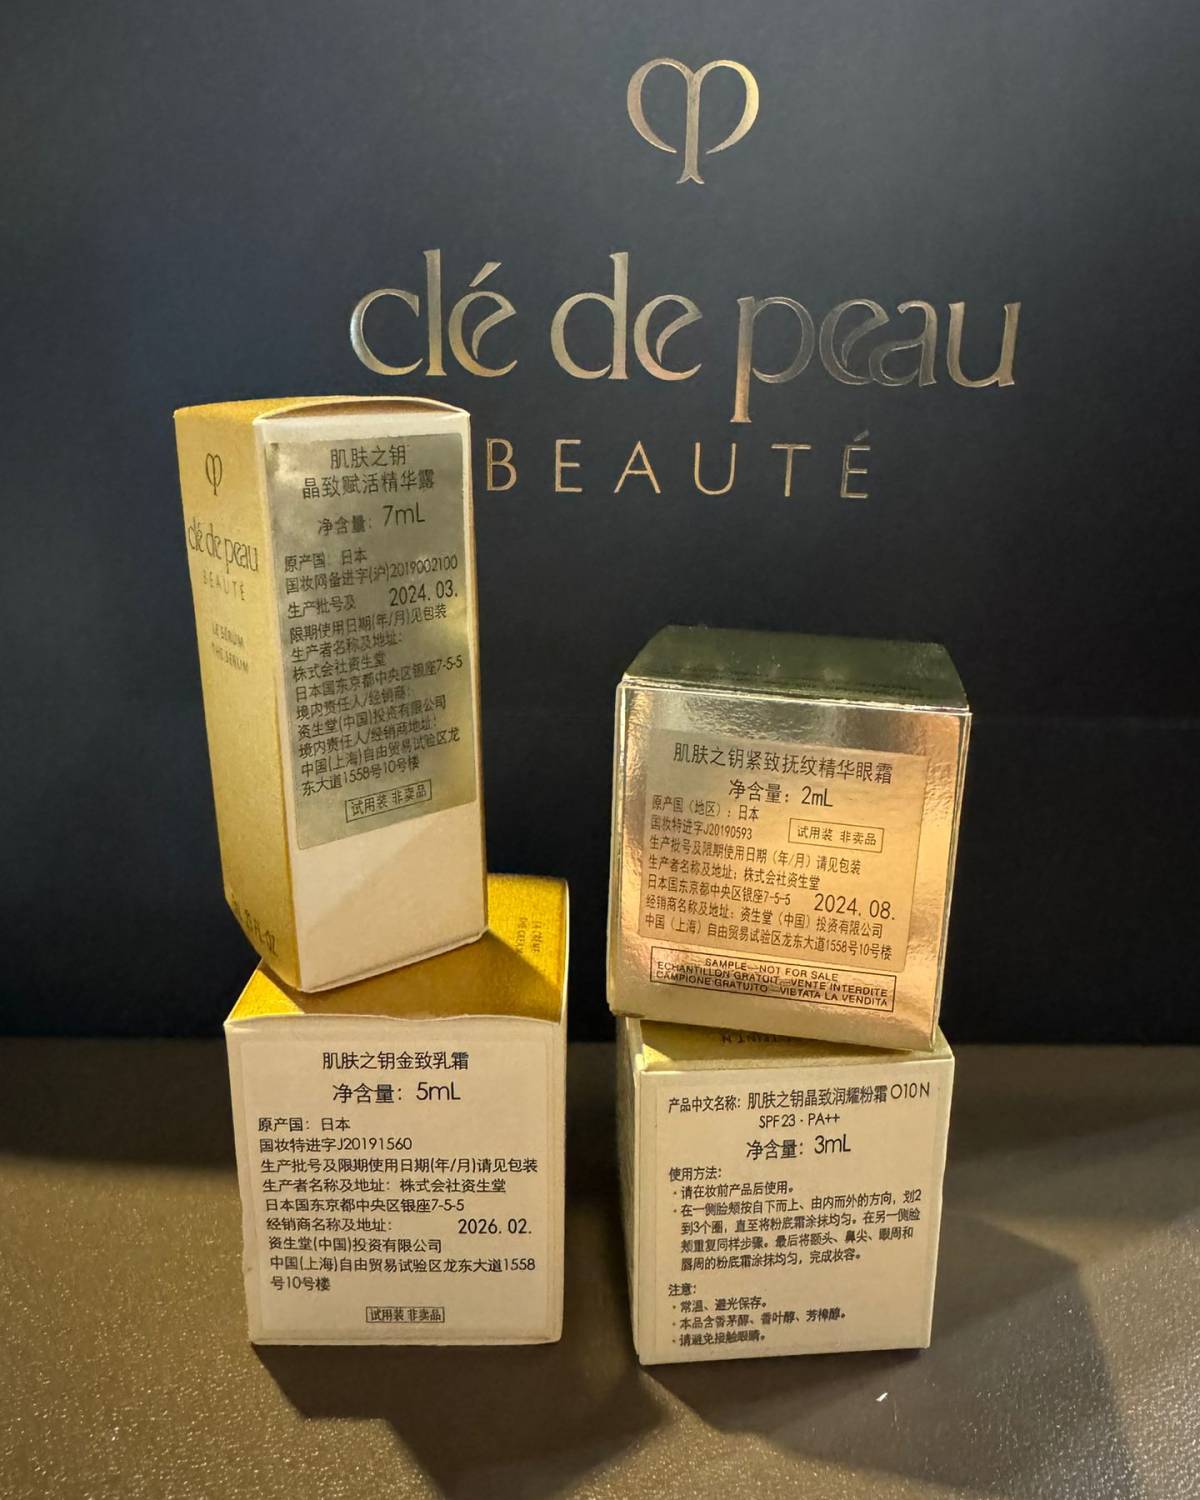 clé de peau
BEAUTÉ
clé de peau
BEAUTÉ
LE SÉRUM
THE SERUM
肌肤之钥
晶致赋活精华露
净含量：7mL
原产国：日本
国妆网备进字(沪)2019002100
生产批号及 2024. 03.
限期使用日期(年/月)见包装
生产者名称及地址：
株式会社资生堂
日本国东京都中央区银座7-5-5
境内责任人/经销商：
资生堂(中国)投资有限公司
境内责任人/经销商地址：
中国(上海)自由贸易试验区龙
东大道1558号10号楼
试用装 非卖品
肌肤之钥紧致抚纹精华眼霜
净含量：2mL
原产国（地区）：日本
国妆特进字J20190593 试用装 非卖品
生产批号及限期使用日期（年/月）请见包装
生产者名称及地址：株式会社资生堂
日本国东京都中央区银座7-5-5 2024. 08.
经销商名称及地址：资生堂（中国）投资有限公司
中国（上海）自由贸易试验区龙东大道1558号10号楼
SAMPLE—NOT FOR SALE
ECHANTILLON GRATUIT—VENTE INTERDITE
CAMPIONE GRATUITO—VIETATA LA VENDITA
肌肤之钥金致乳霜
净含量：5mL
原产国：日本
国妆特进字J20191560
生产批号及限期使用日期(年/月)请见包装
生产者名称及地址：株式会社资生堂
日本国东京都中央区银座7-5-5
经销商名称及地址： 2026. 02.
资生堂(中国)投资有限公司
中国(上海)自由贸易试验区龙东大道1558
号10号楼
试用装 非卖品
产品中文名称：肌肤之钥晶致润耀粉霜 O10 N
SPF 23 · PA++
净含量：3mL
使用方法：
·请在妆前产品后使用。
·在一侧脸颊按自下而上、由内而外的方向，划2
到3个圈，直至将粉底霜涂抹均匀。在另一侧脸
颊重复同样步骤。最后将额头、鼻尖、眼周和
唇周的粉底霜涂抹均匀，完成妆容。
注意：
·常温、避光保存。
·本品含香茅醇、香叶醇、芳樟醇。
·请避免接触眼睛。